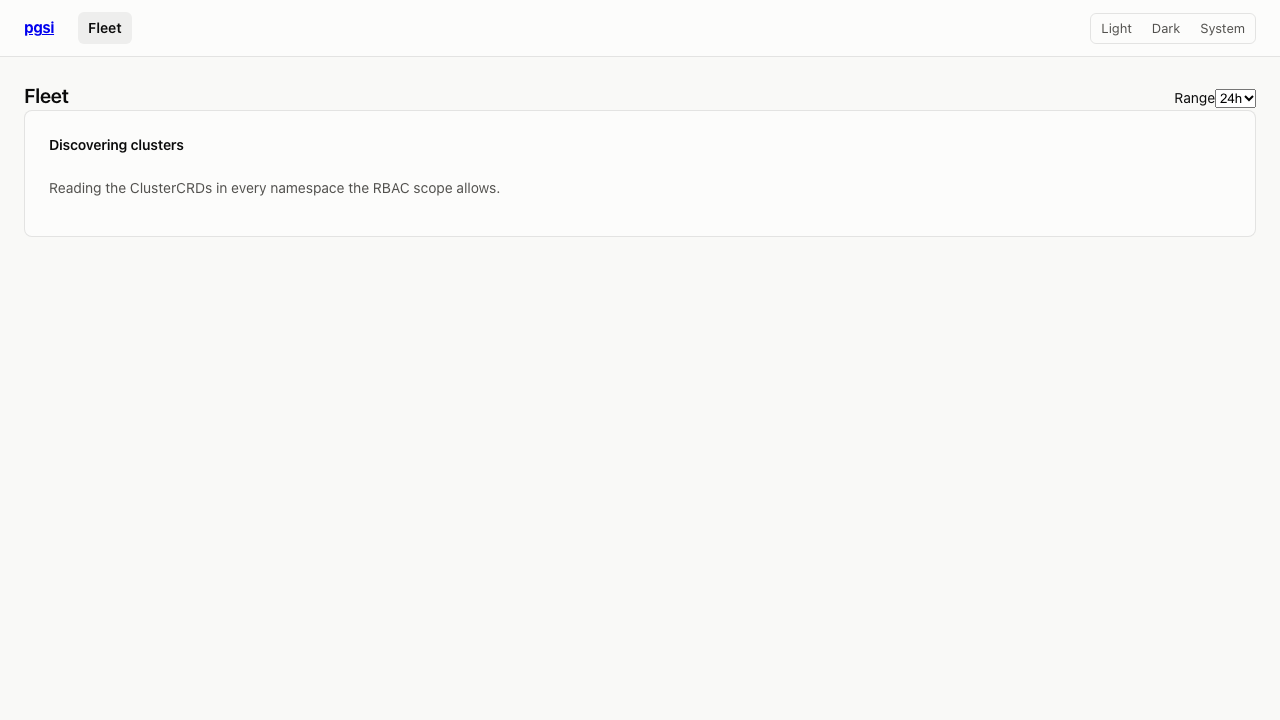 pgsi
Fleet
Light
Dark
System
Fleet
Range
24h
Discovering clusters
Reading the ClusterCRDs in every namespace the RBAC scope allows.